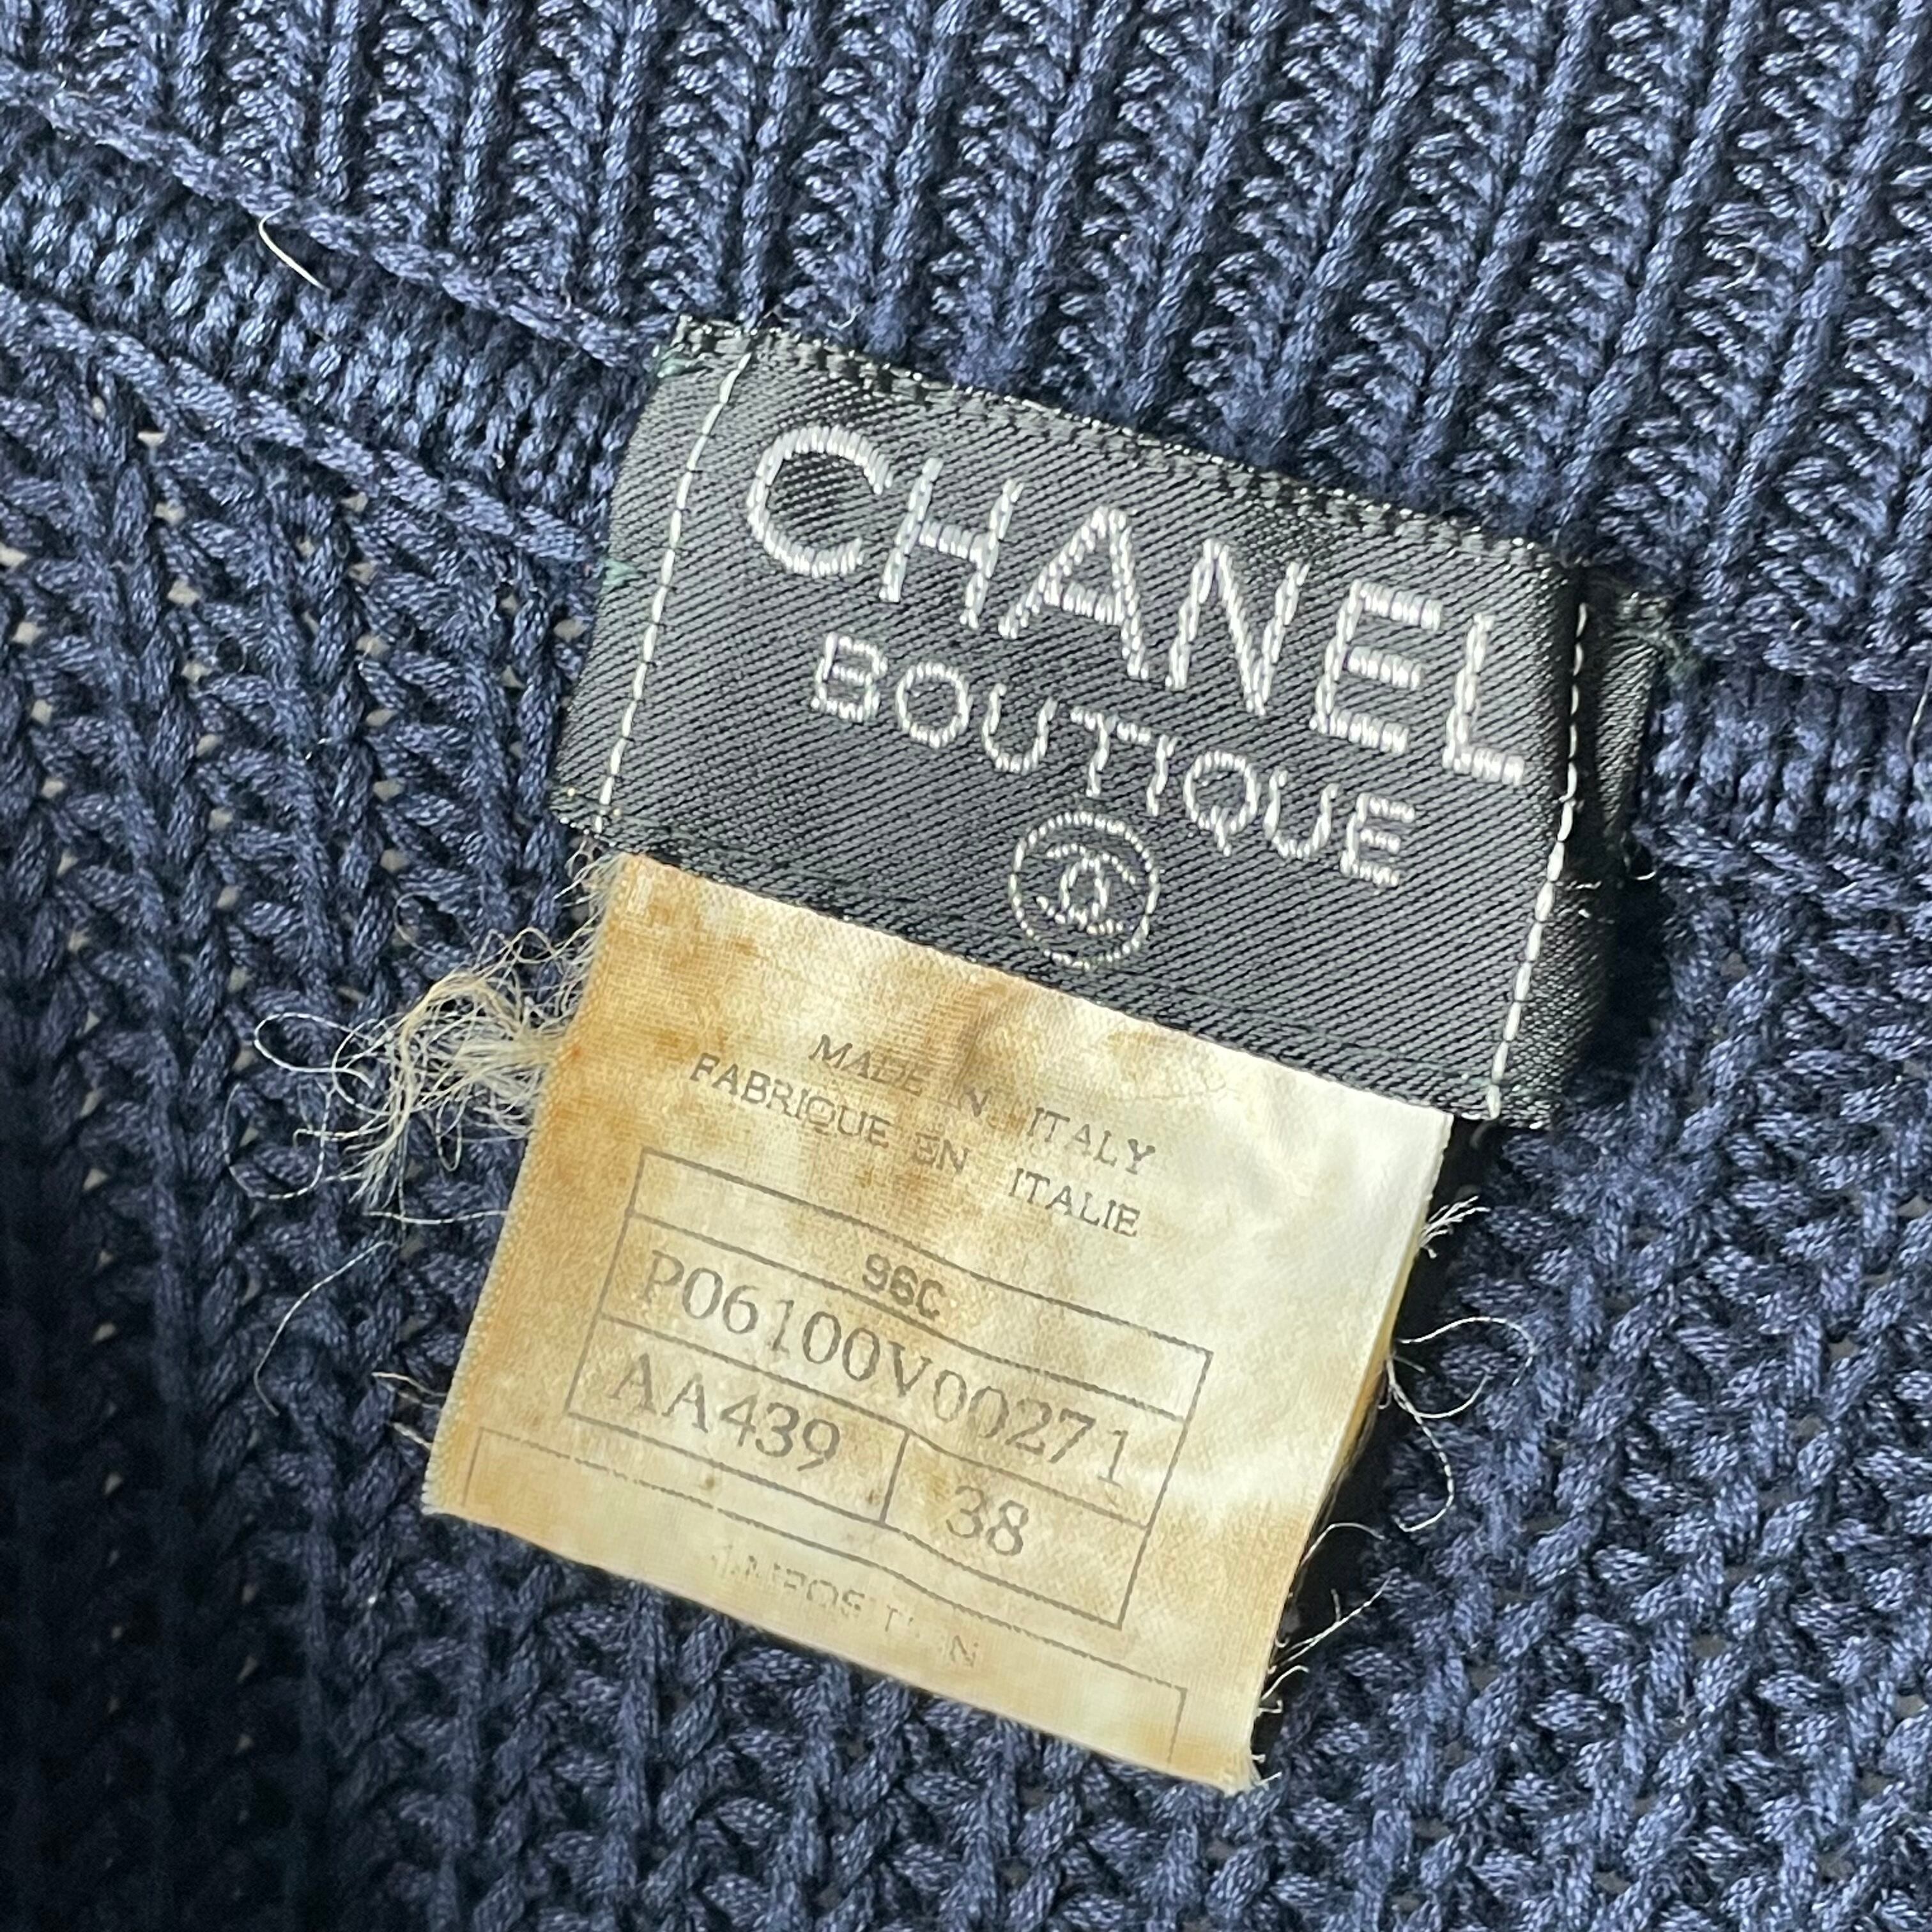 CHANEL
BOUTIQUE
MADE IN ITALY
FABRIQUE EN ITALIE
96C
P06100V00271
AA439 38